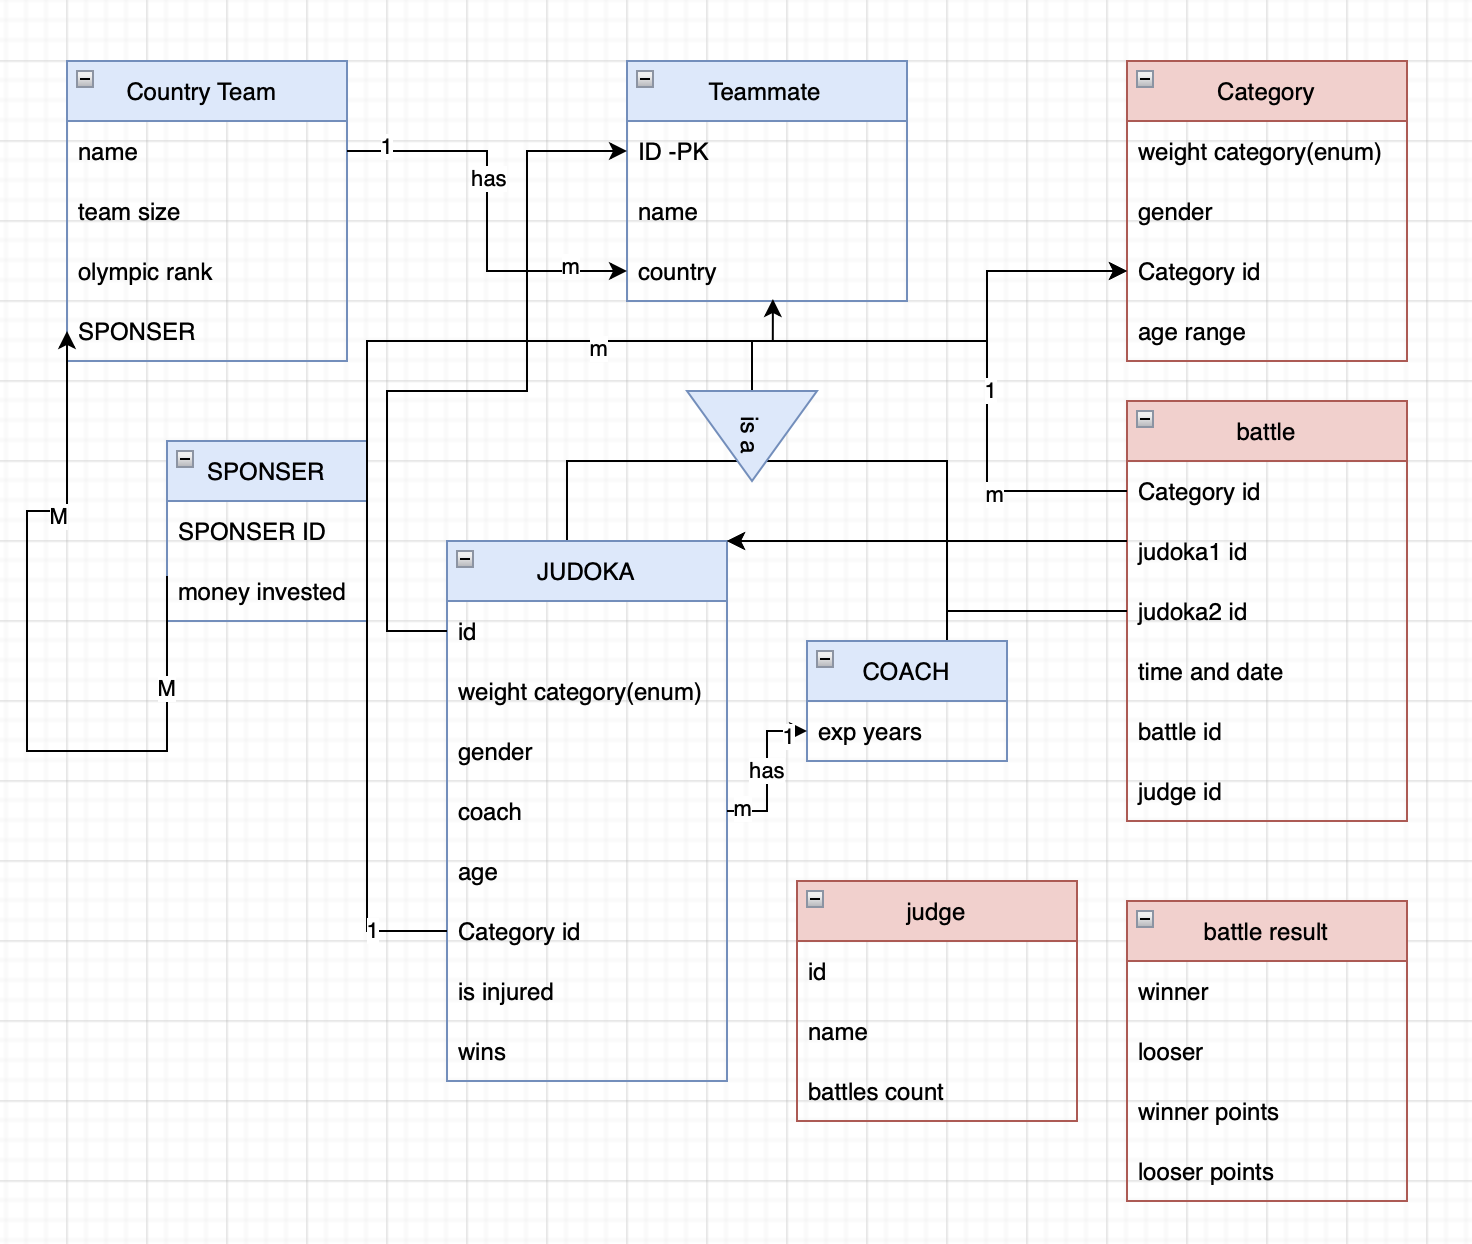 Country Team
name
team size
olympic rank
SPONSER
1
has
m
Teammate
ID -PK
name
country
Category
weight category(enum)
gender
Category id
age range
m
1
m
is a
SPONSER
SPONSER ID
money invested
M
M
JUDOKA
id
weight category(enum)
gender
coach
age
Category id
is injured
wins
1
m
has
1
COACH
exp years
battle
Category id
judoka1 id
judoka2 id
time and date
battle id
judge id
judge
id
name
battles count
battle result
winner
looser
winner points
looser points